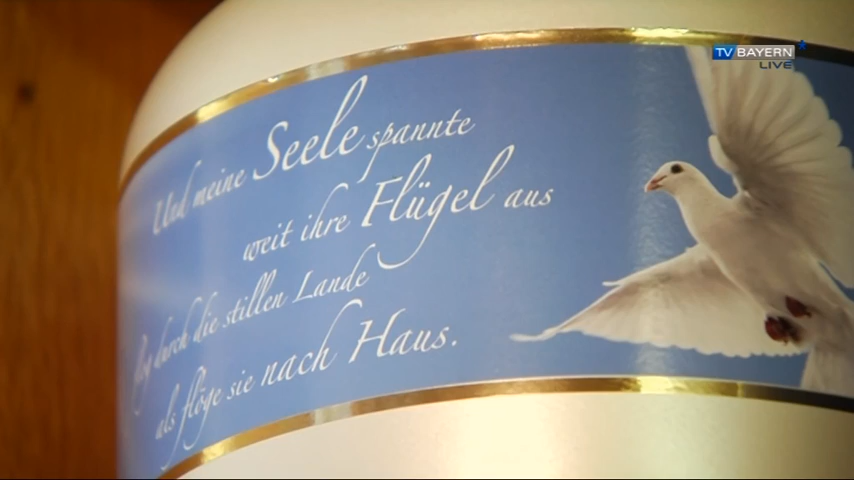 TV BAYERN
LIVE
Und meine Seele spannte
weit ihre Flügel aus
flog durch die stillen Lande
als flöge sie nach Haus.